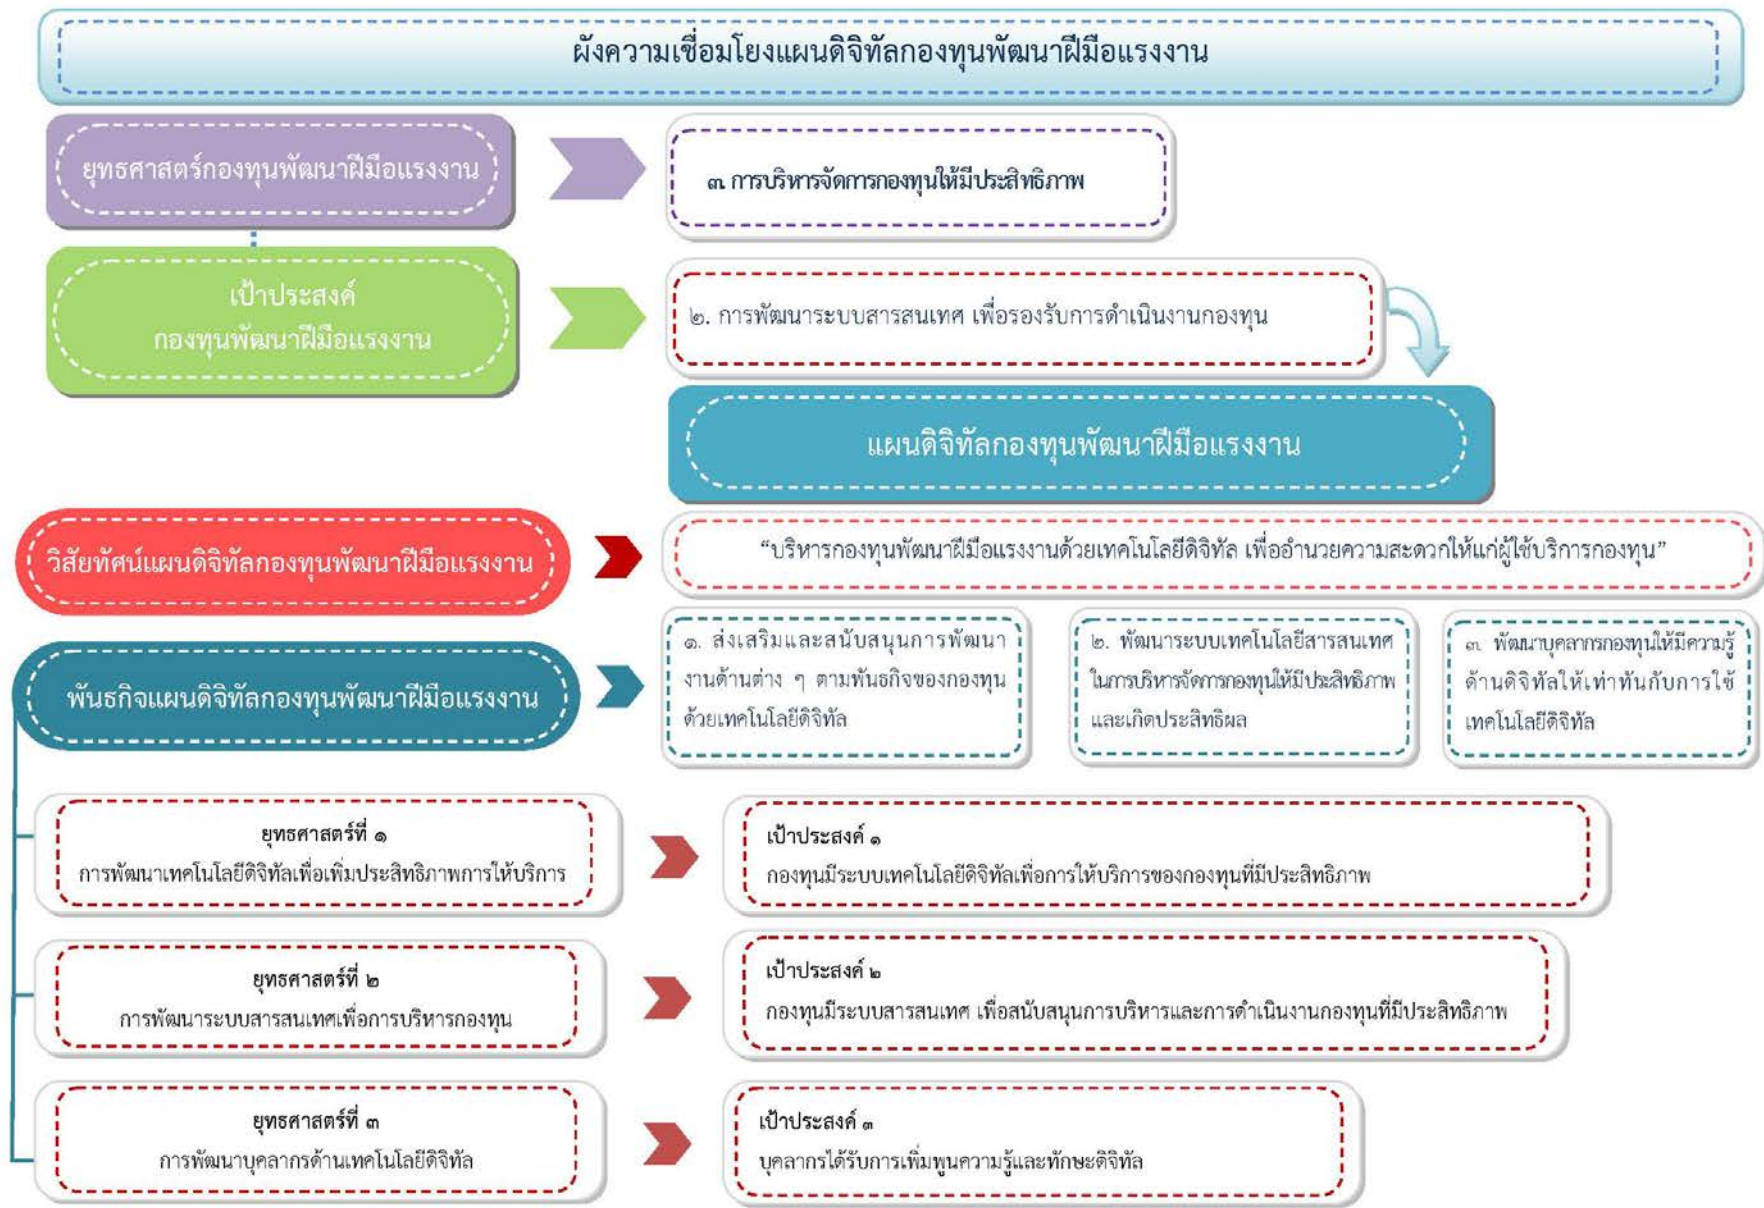 ผังความเชื่อมโยงแผนดิจิทัลกองทุนพัฒนาฝีมือแรงงาน
ยุทธศาสตร์กองทุนพัฒนาฝีมือแรงงาน
๓. การบริหารจัดการกองทุนให้มีประสิทธิภาพ
เป้าประสงค์
กองทุนพัฒนาฝีมือแรงงาน
๒. การพัฒนาระบบสารสนเทศ เพื่อรองรับการดำเนินงานกองทุน
แผนดิจิทัลกองทุนพัฒนาฝีมือแรงงาน
วิสัยทัศน์แผนดิจิทัลกองทุนพัฒนาฝีมือแรงงาน
“บริหารกองทุนพัฒนาฝีมือแรงงานด้วยเทคโนโลยีดิจิทัล เพื่ออำนวยความสะดวกให้แก่ผู้ใช้บริการกองทุน”
พันธกิจแผนดิจิทัลกองทุนพัฒนาฝีมือแรงงาน
๑. ส่งเสริมและสนับสนุนการพัฒนา
งานด้านต่าง ๆ ตามพันธกิจของกองทุน
ด้วยเทคโนโลยีดิจิทัล
๒. พัฒนาระบบเทคโนโลยีสารสนเทศ
ในการบริหารจัดการกองทุนให้มีประสิทธิภาพ
และเกิดประสิทธิผล
๓. พัฒนาบุคลากรกองทุนให้มีความรู้
ด้านดิจิทัลให้เท่าทันกับการใช้
เทคโนโลยีดิจิทัล
ยุทธศาสตร์ที่ ๑
การพัฒนาเทคโนโลยีดิจิทัลเพื่อเพิ่มประสิทธิภาพการให้บริการ
เป้าประสงค์ ๑
กองทุนมีระบบเทคโนโลยีดิจิทัลเพื่อการให้บริการของกองทุนที่มีประสิทธิภาพ
ยุทธศาสตร์ที่ ๒
การพัฒนาระบบสารสนเทศเพื่อการบริหารกองทุน
เป้าประสงค์ ๒
กองทุนมีระบบสารสนเทศ เพื่อสนับสนุนการบริหารและการดำเนินงานกองทุนที่มีประสิทธิภาพ
ยุทธศาสตร์ที่ ๓
การพัฒนาบุคลากรด้านเทคโนโลยีดิจิทัล
เป้าประสงค์ ๓
บุคลากรได้รับการเพิ่มพูนความรู้และทักษะดิจิทัล